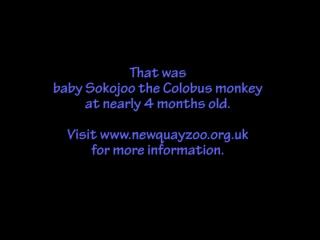 That was
baby Sokojoo the Colobus monkey
at nearly 4 months old.
Visit www.newquayzoo.org.uk
for more information.